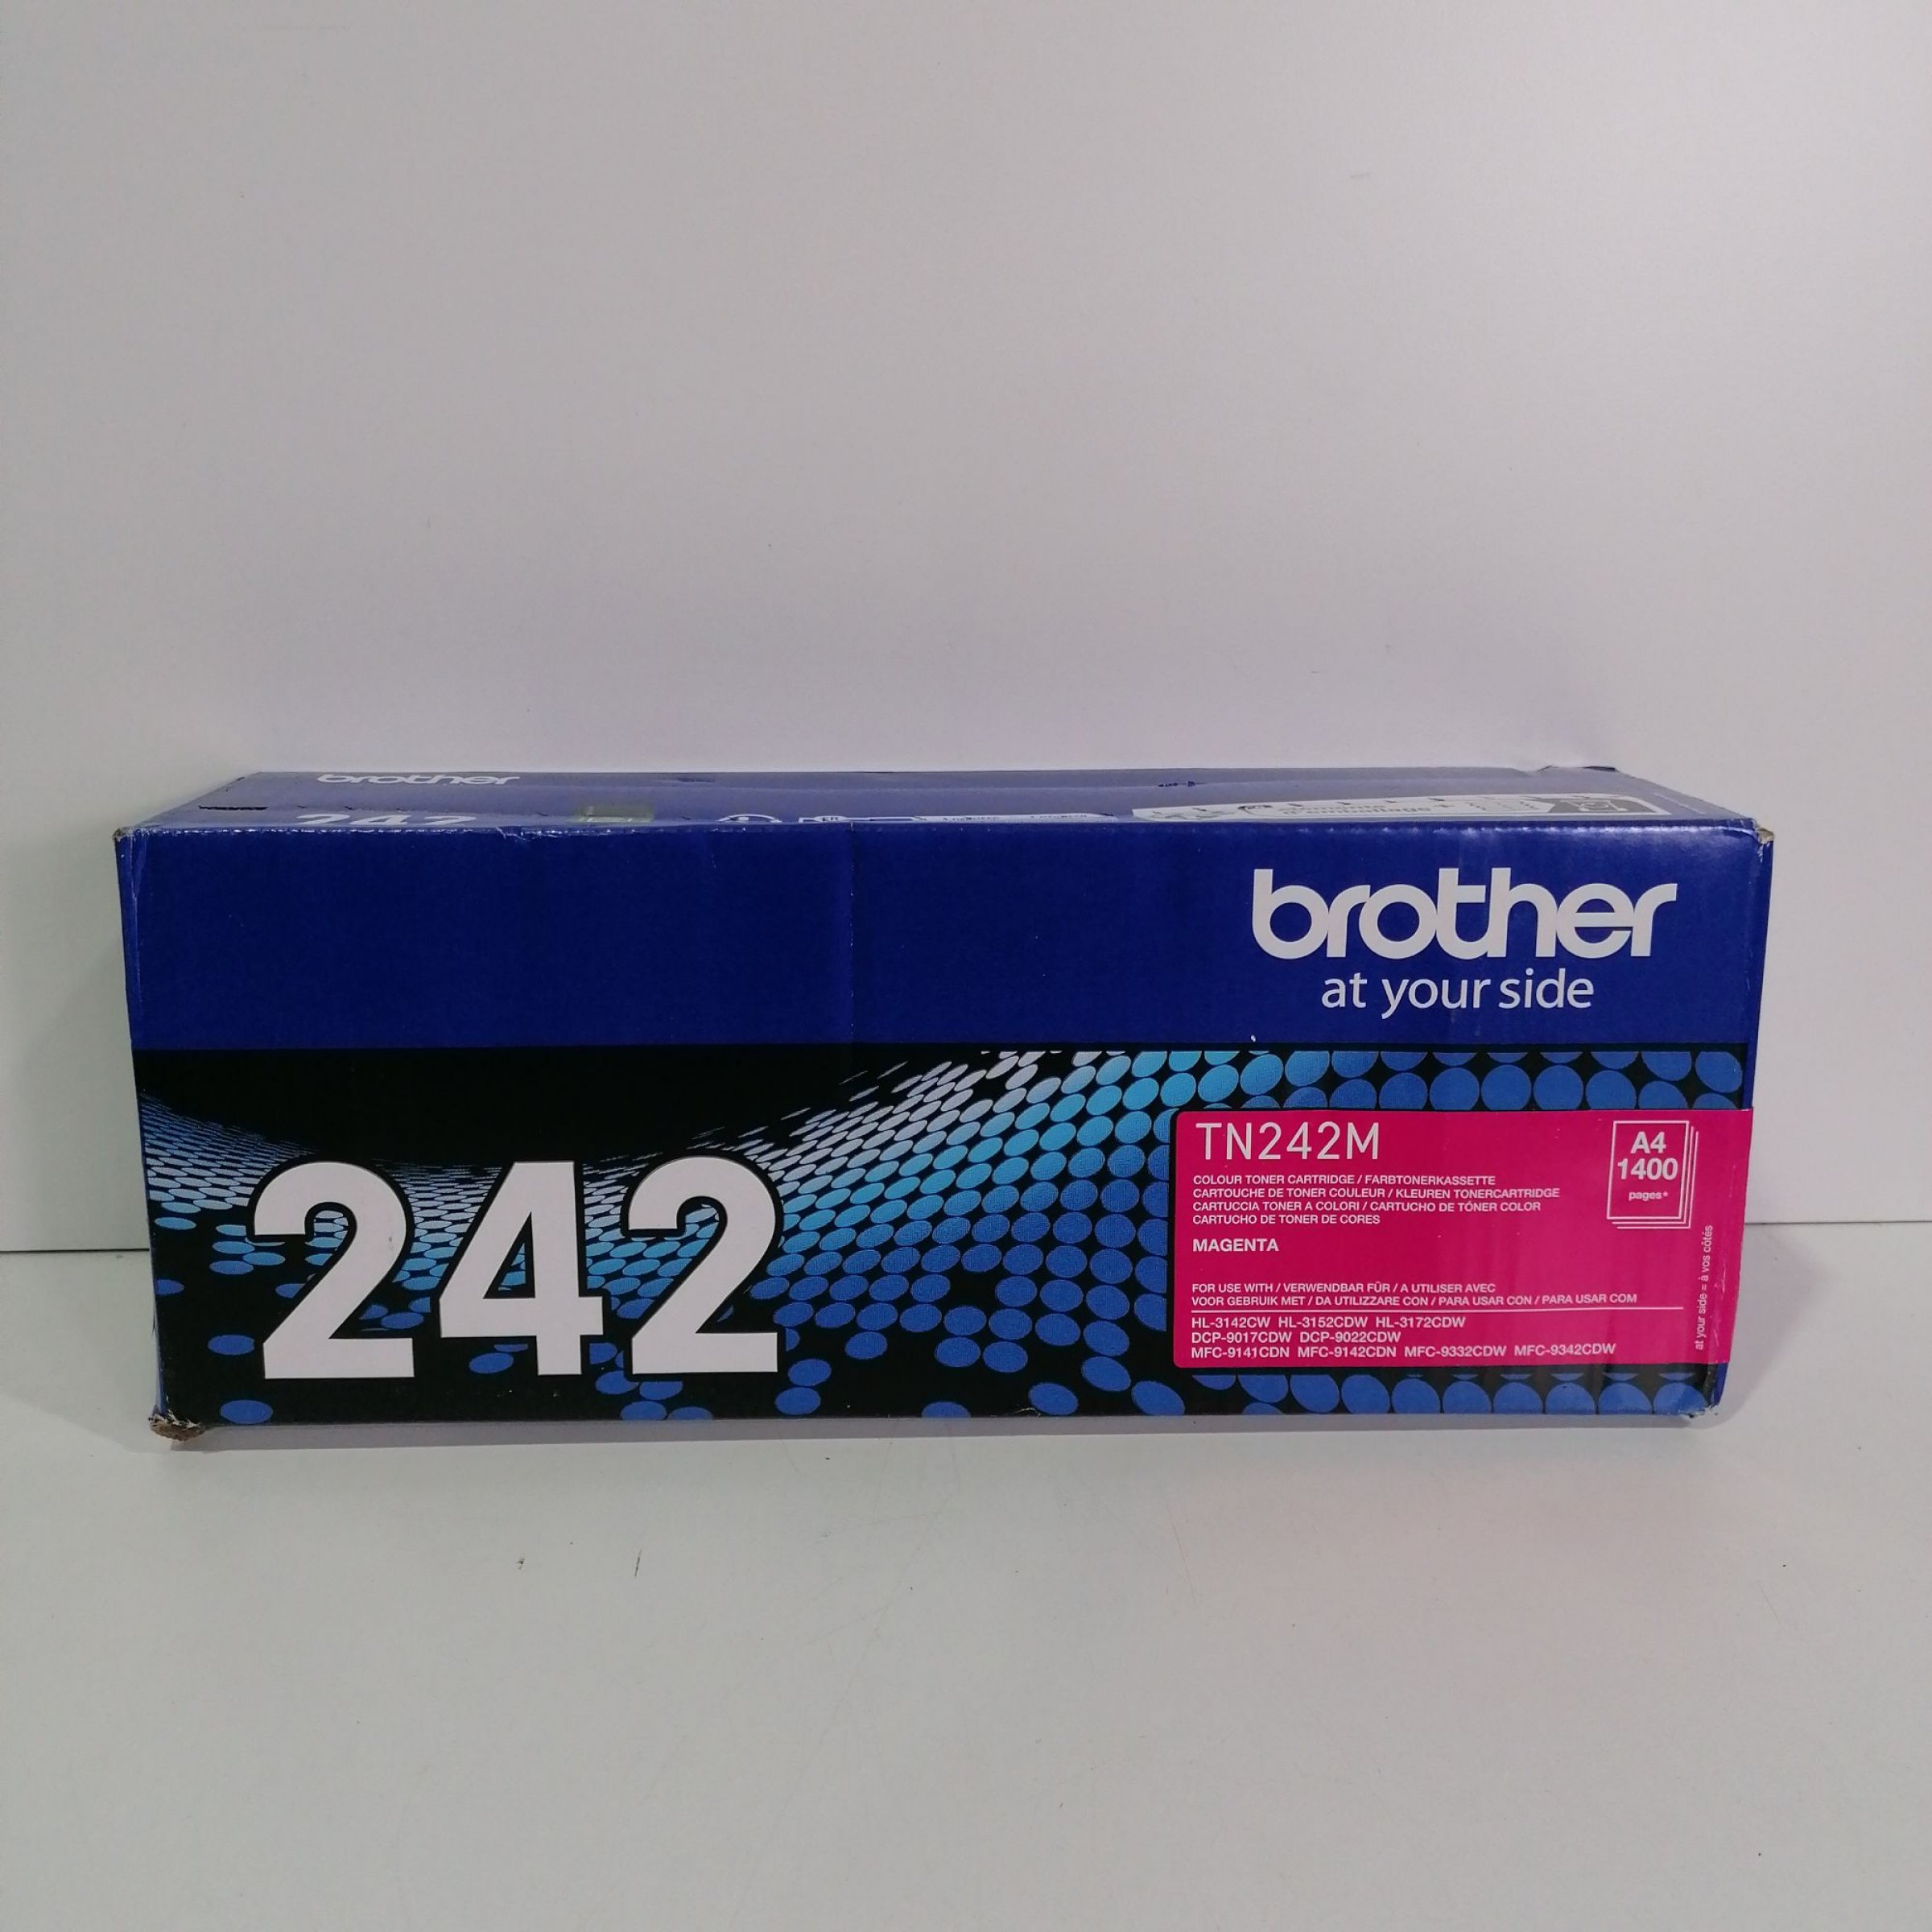 brother
242
brother
at your side
242
TN242M
COLOUR TONER CARTRIDGE / FARBTONERKASSETTE
CARTOUCHE DE TONER COULEUR / KLEUREN TONERCARTRIDGE
CARTUCCIA TONER A COLORI / CARTUCHO DE TÓNER COLOR
CARTUCHO DE TONER DE CORES
MAGENTA
A4
1400
pages*
FOR USE WITH / VERWENDBAR FÜR / A UTILISER AVEC
VOOR GEBRUIK MET / DA UTILIZZARE CON / PARA USAR CON / PARA USAR COM
HL-3142CW HL-3152CDW HL-3172CDW
DCP-9017CDW DCP-9022CDW
MFC-9141CDN MFC-9142CDN MFC-9332CDW MFC-9342CDW
at your side = à vos côtés